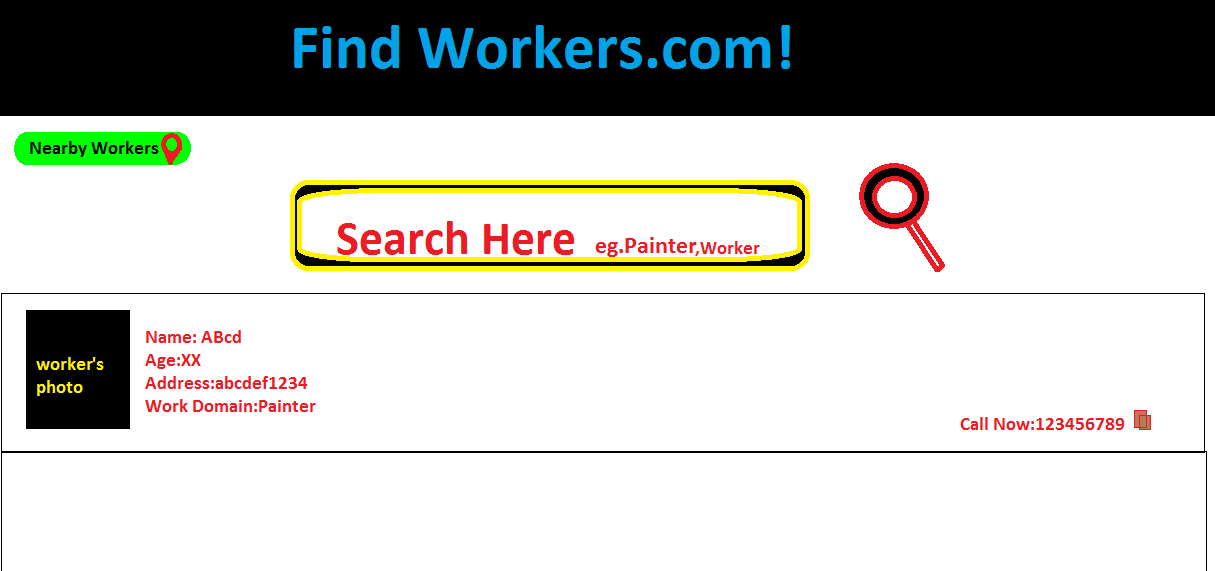 Find Workers.com!
Nearby Workers
Search Here eg.Painter,Worker
worker's
photo
Name: ABcd
Age:XX
Address:abcdef1234
Work Domain:Painter
Call Now:123456789